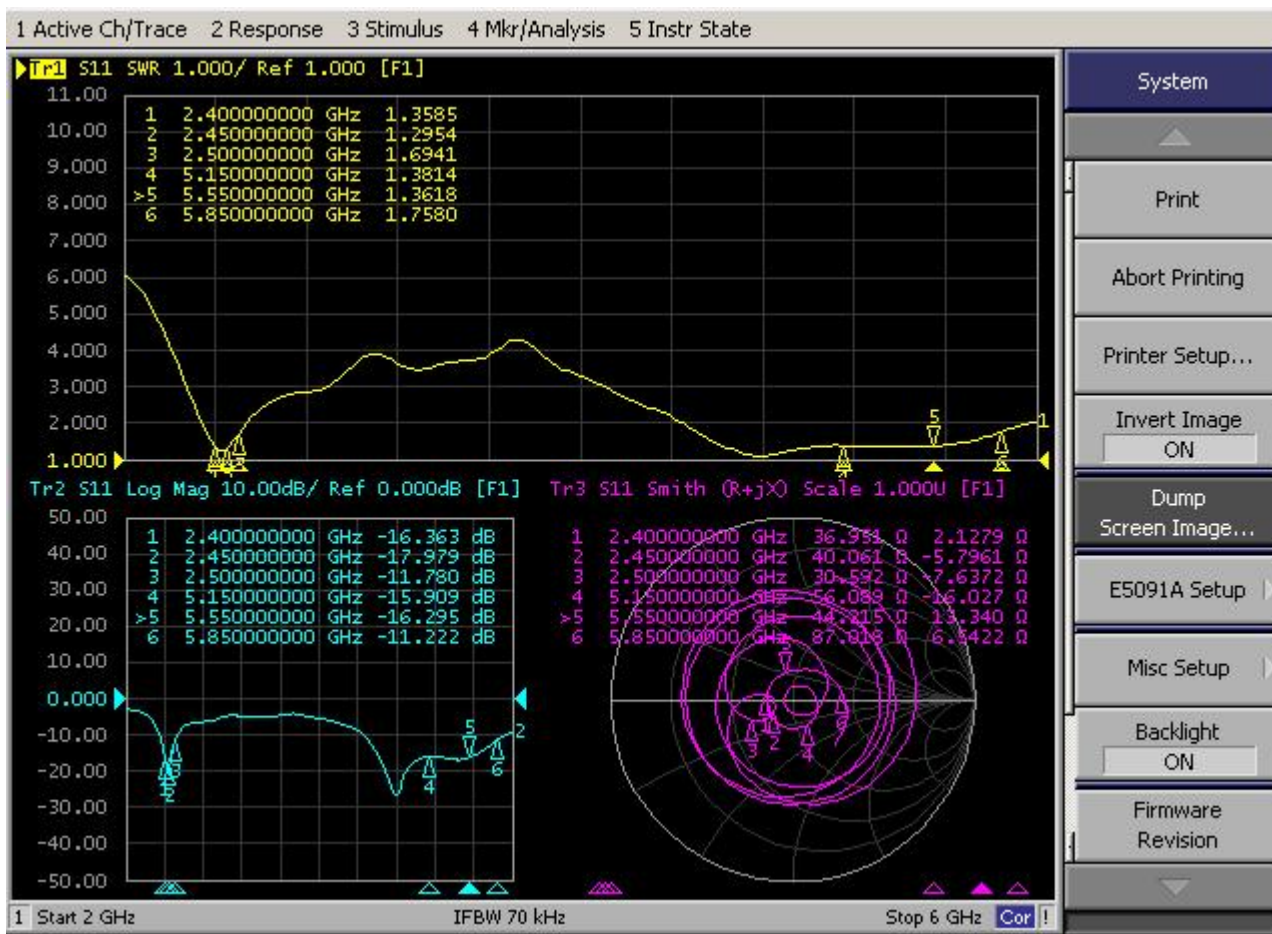 1 Active Ch/Trace 2 Response 3 Stimulus 4 Mkr/Analysis 5 Instr State
Tr1 S11 SWR 1.000/ Ref 1.000 [F1]
11.00
10.00
9.000
8.000
7.000
6.000
5.000
4.000
3.000
2.000
1.000
1 2.400000000 GHz 1.3585
2 2.450000000 GHz 1.2954
3 2.500000000 GHz 1.6941
4 5.150000000 GHz 1.3814
>5 5.550000000 GHz 1.3618
6 5.850000000 GHz 1.7580
5
1
6
Tr2 S11 Log Mag 10.00dB/ Ref 0.000dB [F1]
50.00
40.00
30.00
20.00
10.00
0.000
-10.00
-20.00
-30.00
-40.00
-50.00
1 2.400000000 GHz -16.363 dB
2 2.450000000 GHz -17.979 dB
3 2.500000000 GHz -11.780 dB
4 5.150000000 GHz -15.909 dB
>5 5.550000000 GHz -16.295 dB
6 5.850000000 GHz -11.222 dB
5
2
3
2
4
6
Tr3 S11 Smith (R+jX) Scale 1.000U [F1]
1 2.400000000 GHz Ω 2.1279 Ω
2 2.450000000 GHz 40.061 Ω -5.7961 Ω
3 2.500000000 GHz 30.592 Ω -7.6372 Ω
4 5.150000000 GHz 56.089 Ω -16.027 Ω
>5 5.550000000 GHz 44.215 Ω 13.340 Ω
6 5.850000000 GHz 87.018 Ω
3
2
4
1 Start 2 GHz IFBW 70 kHz Stop 6 GHz Cor !
System
Print
Abort Printing
Printer Setup...
Invert Image
ON
Dump
Screen Image...
E5091A Setup
Misc Setup
Backlight
ON
Firmware
Revision